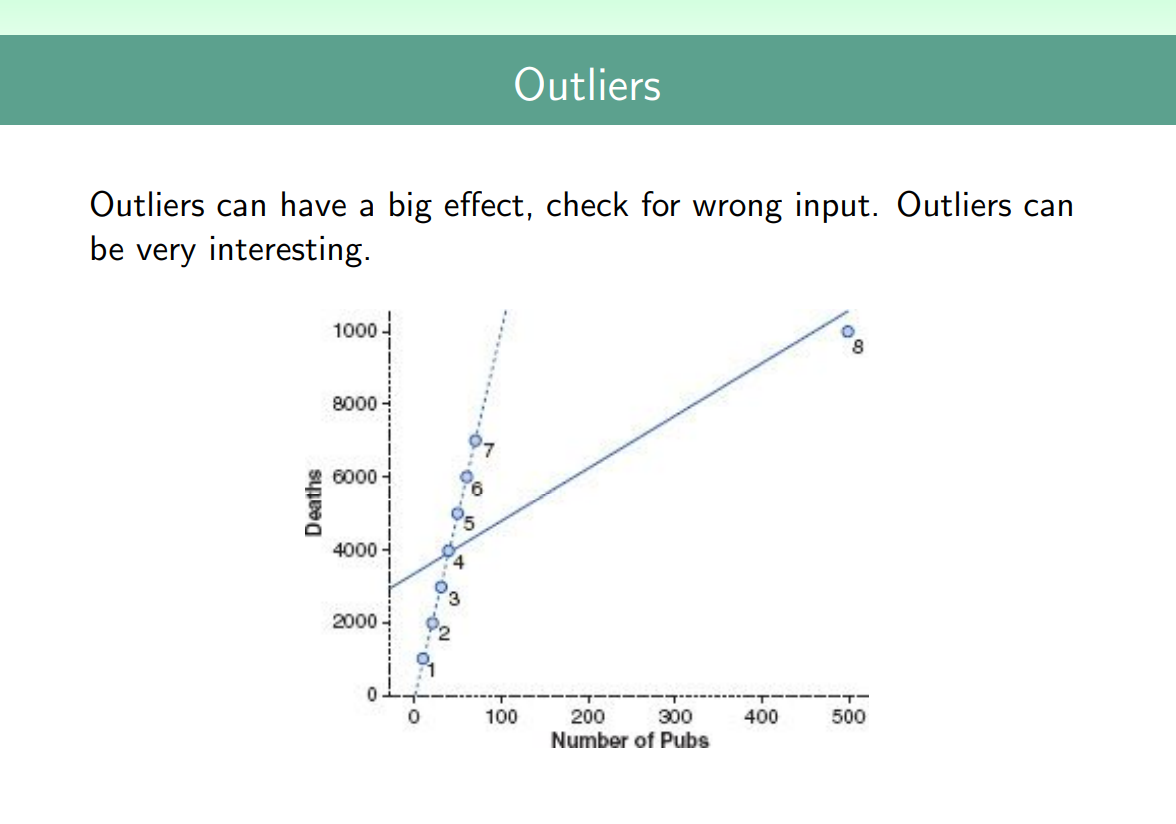 Outliers
Outliers can have a big effect, check for wrong input. Outliers can
be very interesting.
1000
8000
6000
4000
2000
0
Deaths
1
2
3
4
5
6
7
8
0 100 200 300 400 500
Number of Pubs